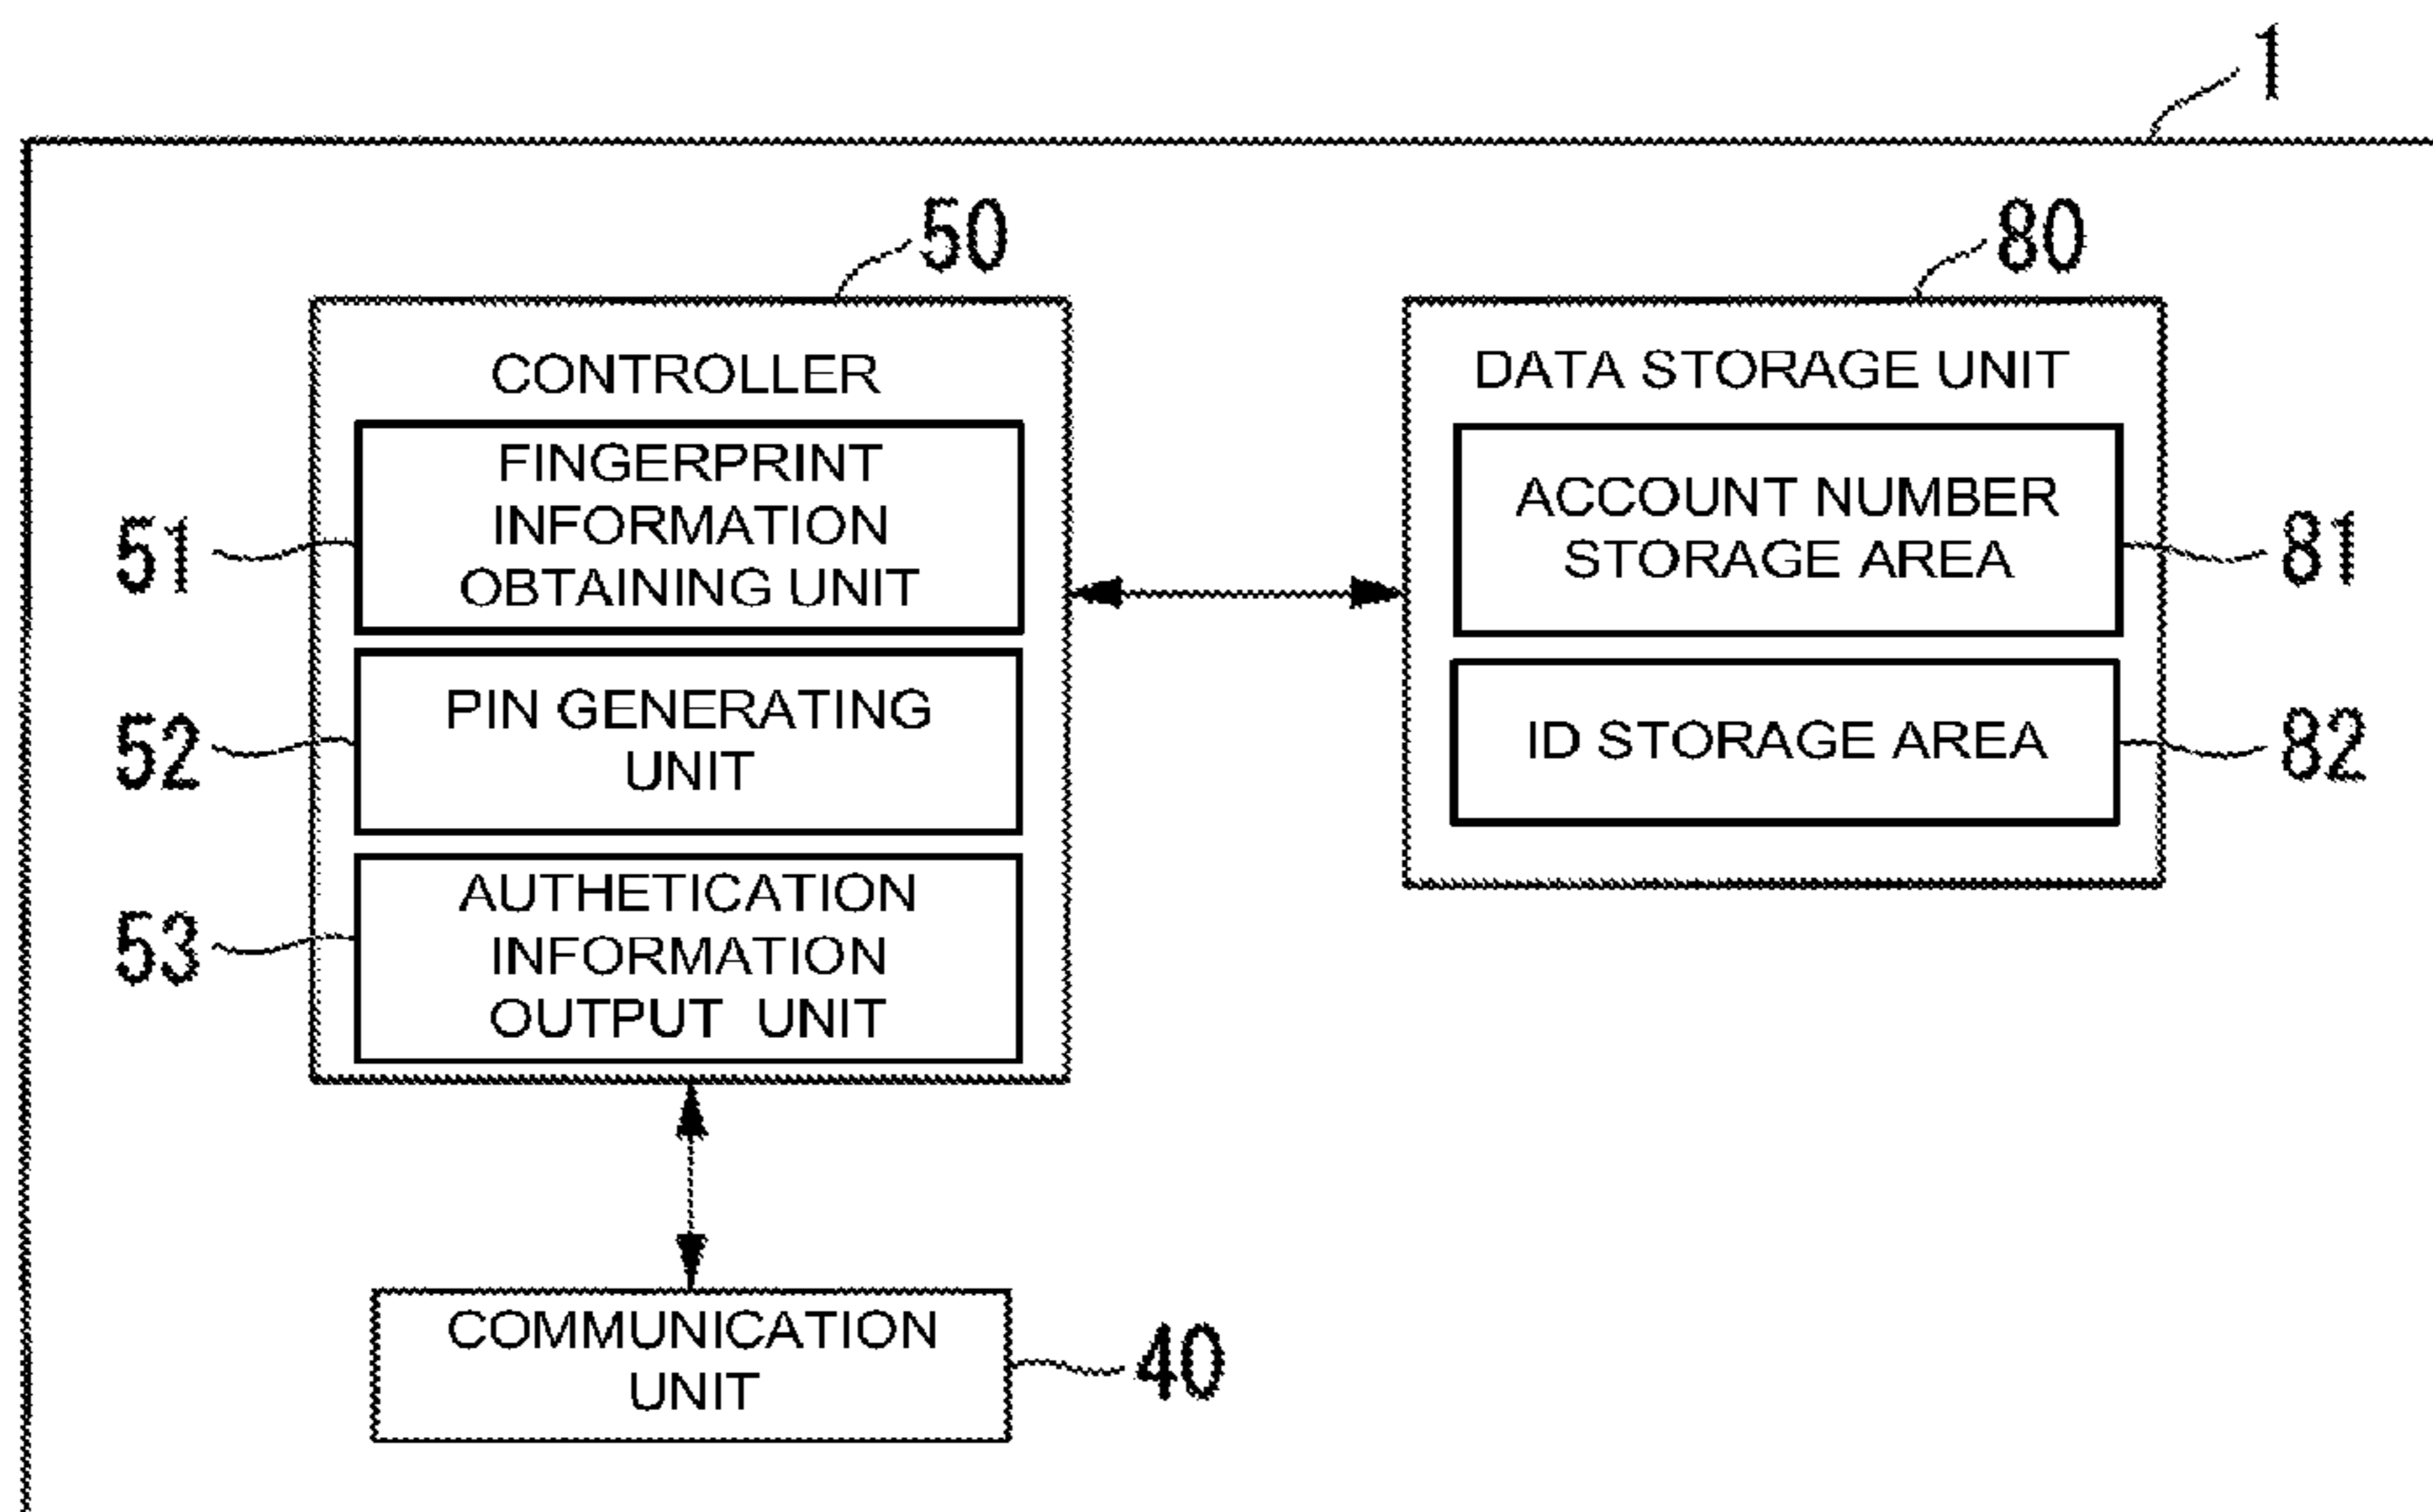 1
50
80
CONTROLLER
DATA STORAGE UNIT
FINGERPRINT
INFORMATION
OBTAINING UNIT
51
ACCOUNT NUMBER
STORAGE AREA
81
PIN GENERATING
UNIT
52
ID STORAGE AREA
82
AUTHETICATION
INFORMATION
OUTPUT UNIT
53
COMMUNICATION
UNIT
40